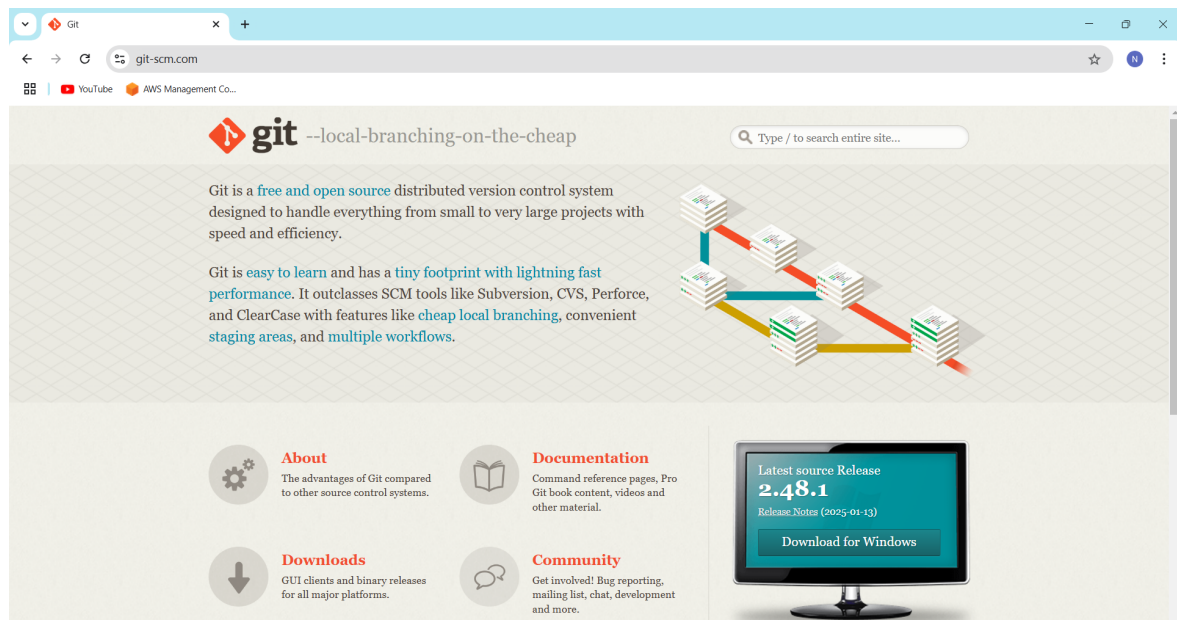 Git
git-scm.com
N
YouTube
AWS Management Co...
git --local-branching-on-the-cheap
Type / to search entire site...
Git is a free and open source distributed version control system
designed to handle everything from small to very large projects with
speed and efficiency.
Git is easy to learn and has a tiny footprint with lightning fast
performance. It outclasses SCM tools like Subversion, CVS, Perforce,
and ClearCase with features like cheap local branching, convenient
staging areas, and multiple workflows.
About
The advantages of Git compared
to other source control systems.
Documentation
Command reference pages, Pro
Git book content, videos and
other material.
Downloads
GUI clients and binary releases
for all major platforms.
Community
Get involved! Bug reporting,
mailing list, chat, development
and more.
Latest source Release
2.48.1
Release Notes (2025-01-13)
Download for Windows